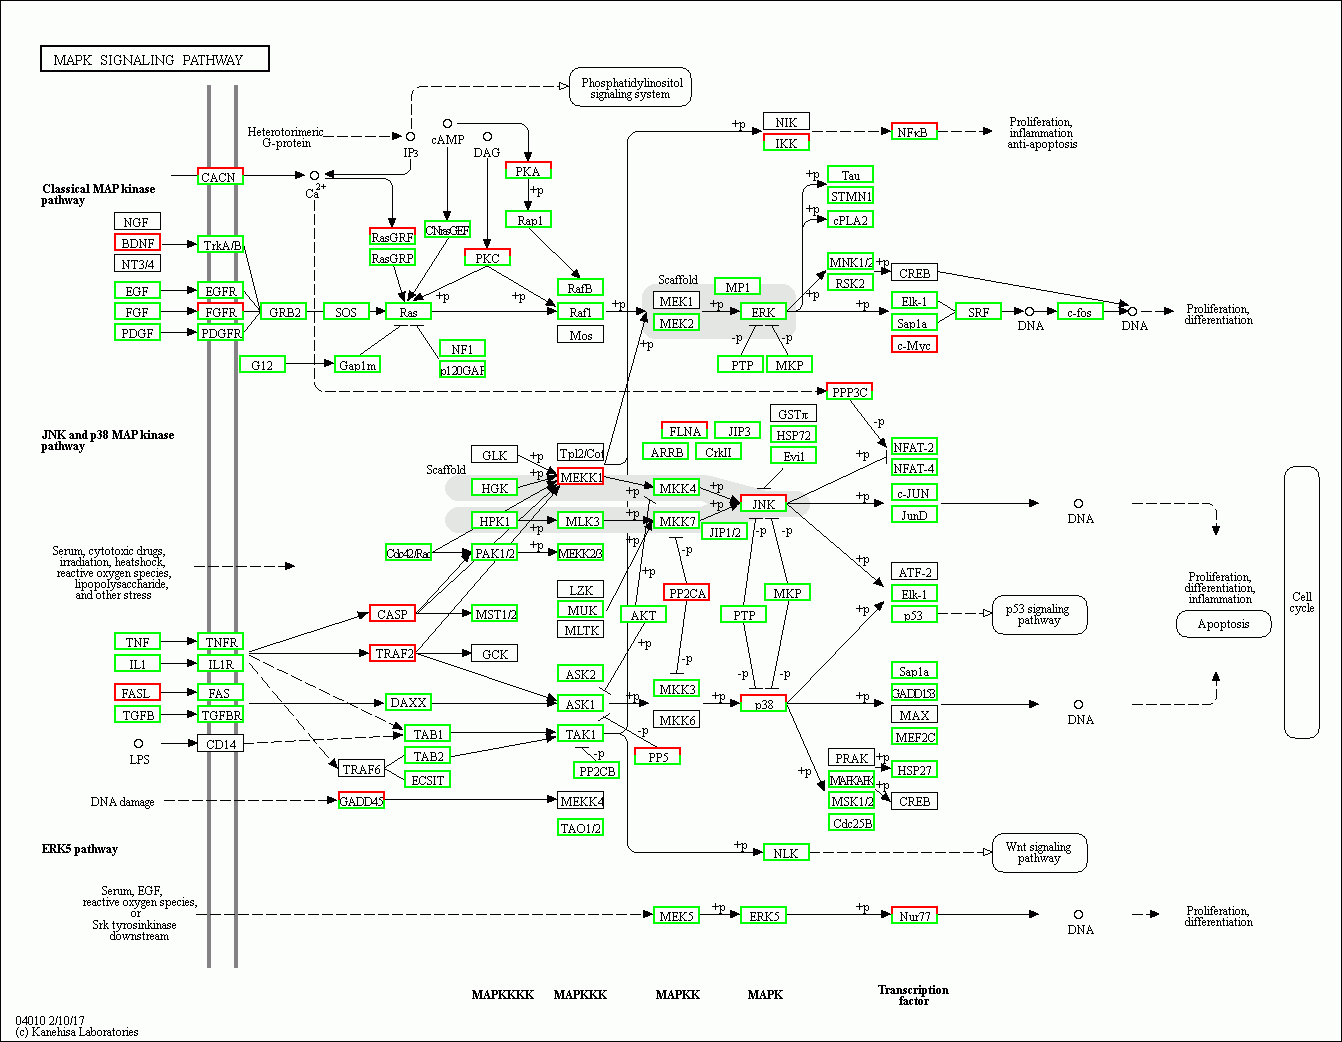 MAPK SIGNALING PATHWAY
Phosphatidylinositol
signaling system
Heterotorimeric
G-protein
IP3
cAMP
DAG
+p
NIK
IKK
NFκB
Proliferation,
inflammation
anti-apoptosis
CACN
Ca2+
PKA
+p
Tau
+p
STMN1
Classical MAP kinase
pathway
NGF
BDNF
NT3/4
TrkA/B
RasGRF
RasGRP
CNrasGEF
PKC
Rap1
+p
cPLA2
MNK1/2
+p
RSK2
+p
CREB
EGF
EGFR
FGF
FGFR
PDGF
PDGFR
GRB2
SOS
Ras
+p
+p
RafB
Raf1
Mos
+p
Scaffold
MEK1
MEK2
+p
MP1
+p
ERK
+p
Elk-1
Sap1a
c-Myc
SRF
DNA
c-fos
DNA
Proliferation,
differentiation
G12
Gap1m
NF1
p120GAP
-p
-p
PTP
MKP
PPP3C
-p
JNK and p38 MAP kinase
pathway
GSTπ
HSP72
Evi1
FLNA
JIP3
ARRB
CrkII
NFAT-2
NFAT-4
GLK
+p
Tpl2/Cot
Scaffold
HGK
+p
MEKK1
MKK4
+p
JNK
+p
c-JUN
JunD
DNA
HPK1
+p
MLK3
+p
MKK7
+p
JIP1/2
Cdc42/Rac
PAK1/2
+p
MEKK2/3
+p
-p
-p
-p
+p
Serum, cytotoxic drugs,
irradiation, heatshock,
reactive oxygen species,
lipopolysaccharide,
and other stress
CASP
MST1/2
LZK
MUK
MLTK
+p
PP2CA
AKT
PTP
MKP
ATF-2
Elk-1
p53
+p
p53 signaling
pathway
Proliferation,
differentiation,
inflammation
Apoptosis
Cell
cycle
TNF
TNFR
IL1
IL1R
TRAF2
GCK
+p
-p
ASK2
FASL
FAS
TGFB
TGFBR
DAXX
ASK1
+p
MKK3
MKK6
+p
-p
-p
p38
+p
Sap1a
GADD153
MAX
MEF2C
DNA
LPS
CD14
TAB1
TAB2
ECSIT
TRAF6
TAK1
-p
-p
PP2CB
PP5
PRAK
+p
HSP27
+p
MAPKAPK
+p
MSK1/2
CREB
Cdc25B
DNA damage
GADD45
MEKK4
TAO1/2
ERK5 pathway
+p
NLK
Wnt signaling
pathway
Serum, EGF,
reactive oxygen species,
or
Srk tyrosinkinase
downstream
MEK5
+p
ERK5
+p
Nur77
DNA
Proliferation,
differentiation
MAPKKKK
MAPKKK
MAPKK
MAPK
Transcription
factor
04010 2/10/17
(c) Kanehisa Laboratories